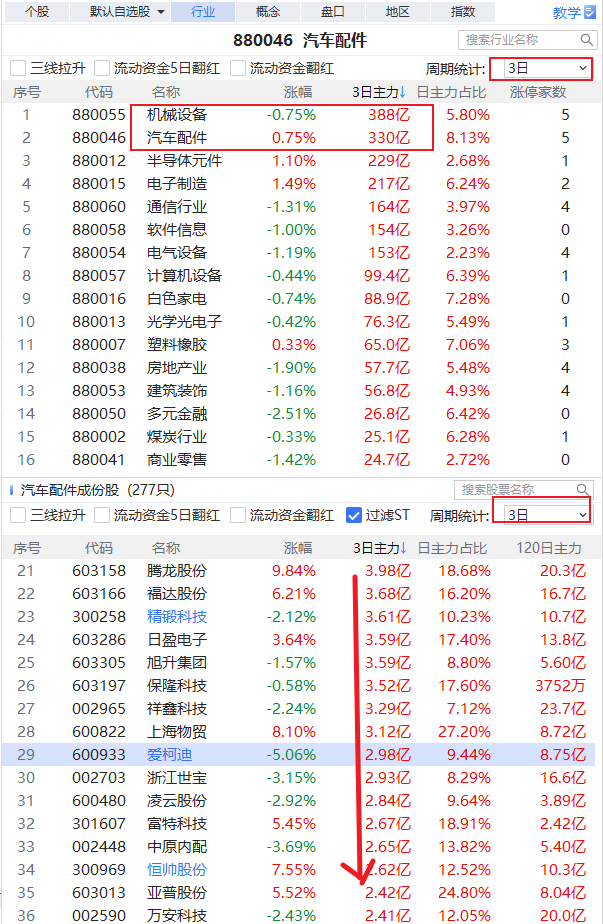 个股 默认自选股 行业 概念 盘口 地区 指数 教学
880046 汽车配件 搜索行业名称
三线拉升 流动资金5日翻红 流动资金翻红 周期统计: 3日
序号 代码 名称 涨幅 3日主力↓ 日主力占比 涨停家数
1 880055 机械设备 -0.75% 388亿 5.80% 5
2 880046 汽车配件 0.75% 330亿 8.13% 5
3 880012 半导体元件 1.10% 229亿 2.68% 1
4 880015 电子制造 1.49% 217亿 6.24% 2
5 880060 通信行业 -1.31% 164亿 3.97% 4
6 880058 软件信息 -1.00% 154亿 3.26% 0
7 880054 电气设备 -1.19% 153亿 2.23% 4
8 880057 计算机设备 -0.44% 99.4亿 6.39% 1
9 880016 白色家电 -0.74% 88.9亿 7.28% 0
10 880013 光学光电子 -0.42% 76.3亿 5.49% 1
11 880007 塑料橡胶 0.33% 65.0亿 7.06% 3
12 880038 房地产业 -1.90% 57.7亿 5.48% 4
13 880053 建筑装饰 -1.16% 56.8亿 4.93% 4
14 880050 多元金融 -2.51% 26.8亿 6.42% 0
15 880002 煤炭行业 -0.33% 25.1亿 6.28% 1
16 880041 商业零售 -1.42% 24.7亿 2.72% 0
汽车配件成份股 (277只) 搜索股票名称
三线拉升 流动资金5日翻红 流动资金翻红 过滤ST 周期统计: 3日
序号 代码 名称 涨幅 3日主力↓ 日主力占比 120日主力
21 603158 腾龙股份 9.84% 3.98亿 18.68% 20.3亿
22 603166 福达股份 6.21% 3.68亿 16.20% 16.7亿
23 300258 精锻科技 -2.12% 3.61亿 10.23% 10.7亿
24 603286 日盈电子 3.64% 3.59亿 17.40% 13.8亿
25 603305 旭升集团 -1.57% 3.59亿 8.80% 5.60亿
26 603197 保隆科技 -0.58% 3.52亿 17.60% 3752万
27 002965 祥鑫科技 -2.24% 3.29亿 7.12% 23.7亿
28 600822 上海物贸 8.10% 3.12亿 27.20% 8.72亿
29 600933 爱柯迪 -5.06% 2.98亿 9.44% 8.75亿
30 002703 浙江世宝 -3.15% 2.93亿 8.29% 16.6亿
31 600480 凌云股份 -2.92% 2.84亿 9.64% 3.89亿
32 301607 富特科技 5.45% 2.67亿 18.91% 2.42亿
33 002448 中原内配 -3.69% 2.65亿 13.82% 5.40亿
34 300969 恒帅股份 7.55% 2.62亿 12.52% 10.3亿
35 603013 亚普股份 5.52% 2.42亿 24.80% 8.04亿
36 002590 万安科技 -2.43% 2.41亿 12.05% 20.0亿